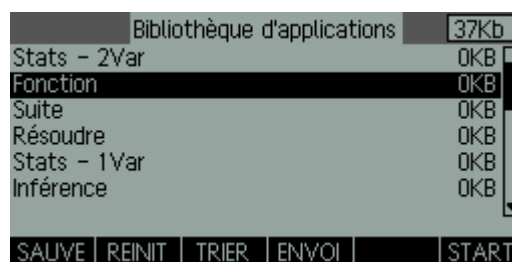 Bibliothèque d'applications 37Kb
Stats - 2Var 0KB
Fonction 0KB
Suite 0KB
Résoudre 0KB
Stats - 1Var 0KB
Inférence 0KB
SAUVE REINIT TRIER ENVOI START